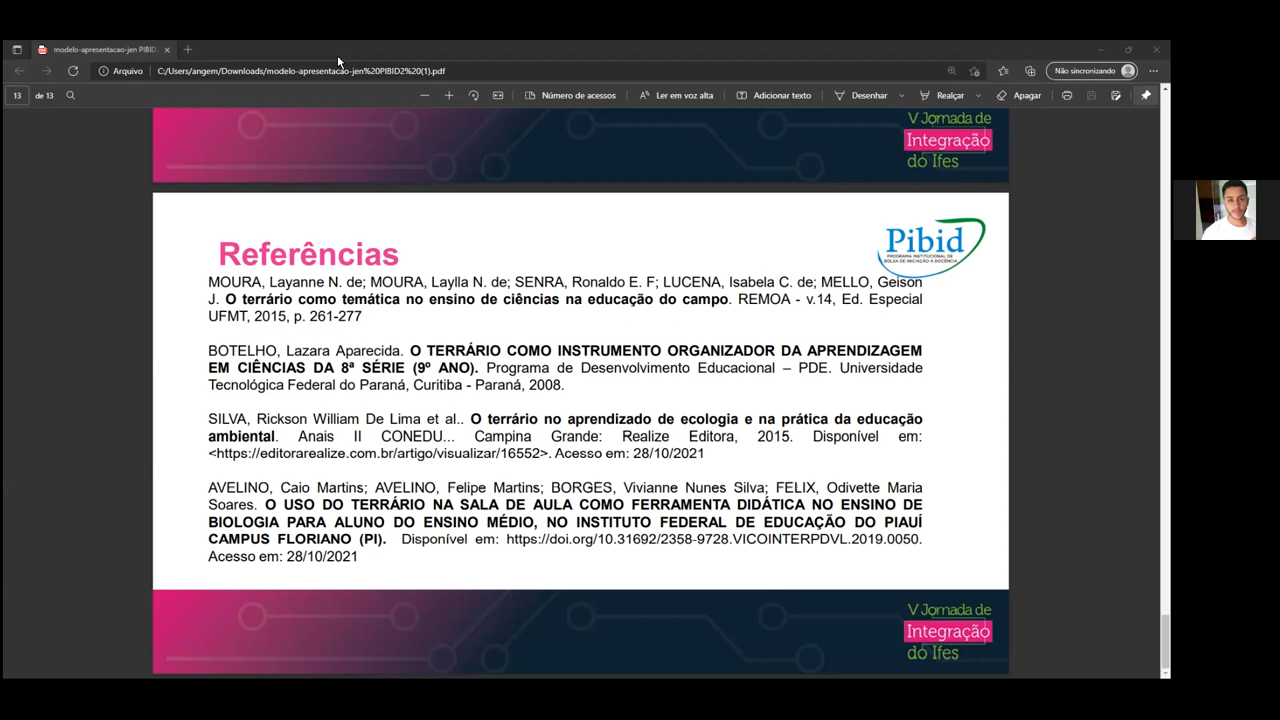 modelo-apresentacao-jen PIBID
Arquivo
C:/Users/angem/Downloads/modelo-apresentacao-jen%20PIBID2%20(1).pdf
Não sincronizando
13 de 13
Número de acessos
Ler em voz alta
Adicionar texto
Desenhar
Realçar
Apagar
V Jornada de
Integração
do Ifes
Pibid
PROGRAMA INSTITUCIONAL DE
BOLSA DE INICIAÇÃO À DOCÊNCIA
Referências
MOURA, Layanne N. de; MOURA, Laylla N. de; SENRA, Ronaldo E. F; LUCENA, Isabela C. de; MELLO, Geison
J. O terrário como temática no ensino de ciências na educação do campo. REMOA - v.14, Ed. Especial
UFMT, 2015, p. 261-277
BOTELHO, Lazara Aparecida. O TERRÁRIO COMO INSTRUMENTO ORGANIZADOR DA APRENDIZAGEM
EM CIÊNCIAS DA 8ª SÉRIE (9º ANO). Programa de Desenvolvimento Educacional – PDE. Universidade
Tecnológica Federal do Paraná, Curitiba - Paraná, 2008.
SILVA, Rickson William De Lima et al.. O terrário no aprendizado de ecologia e na prática da educação
ambiental. Anais II CONEDU... Campina Grande: Realize Editora, 2015. Disponível em:
<https://editorarealize.com.br/artigo/visualizar/16552>. Acesso em: 28/10/2021
AVELINO, Caio Martins; AVELINO, Felipe Martins; BORGES, Vivianne Nunes Silva; FELIX, Odivette Maria
Soares. O USO DO TERRÁRIO NA SALA DE AULA COMO FERRAMENTA DIDÁTICA NO ENSINO DE
BIOLOGIA PARA ALUNO DO ENSINO MÉDIO, NO INSTITUTO FEDERAL DE EDUCAÇÃO DO PIAUÍ
CAMPUS FLORIANO (PI). Disponível em: https://doi.org/10.31692/2358-9728.VICOINTERPDVL.2019.0050.
Acesso em: 28/10/2021
V Jornada de
Integração
do Ifes